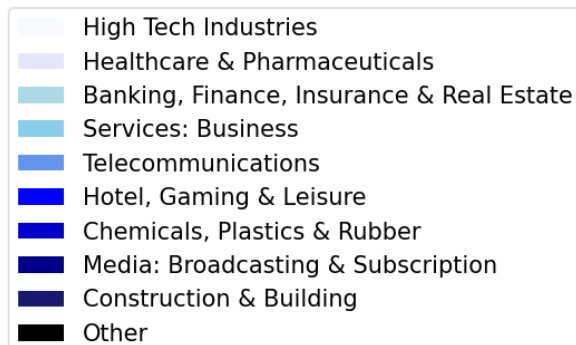 High Tech Industries
Healthcare & Pharmaceuticals
Banking, Finance, Insurance & Real Estate
Services: Business
Telecommunications
Hotel, Gaming & Leisure
Chemicals, Plastics & Rubber
Media: Broadcasting & Subscription
Construction & Building
Other